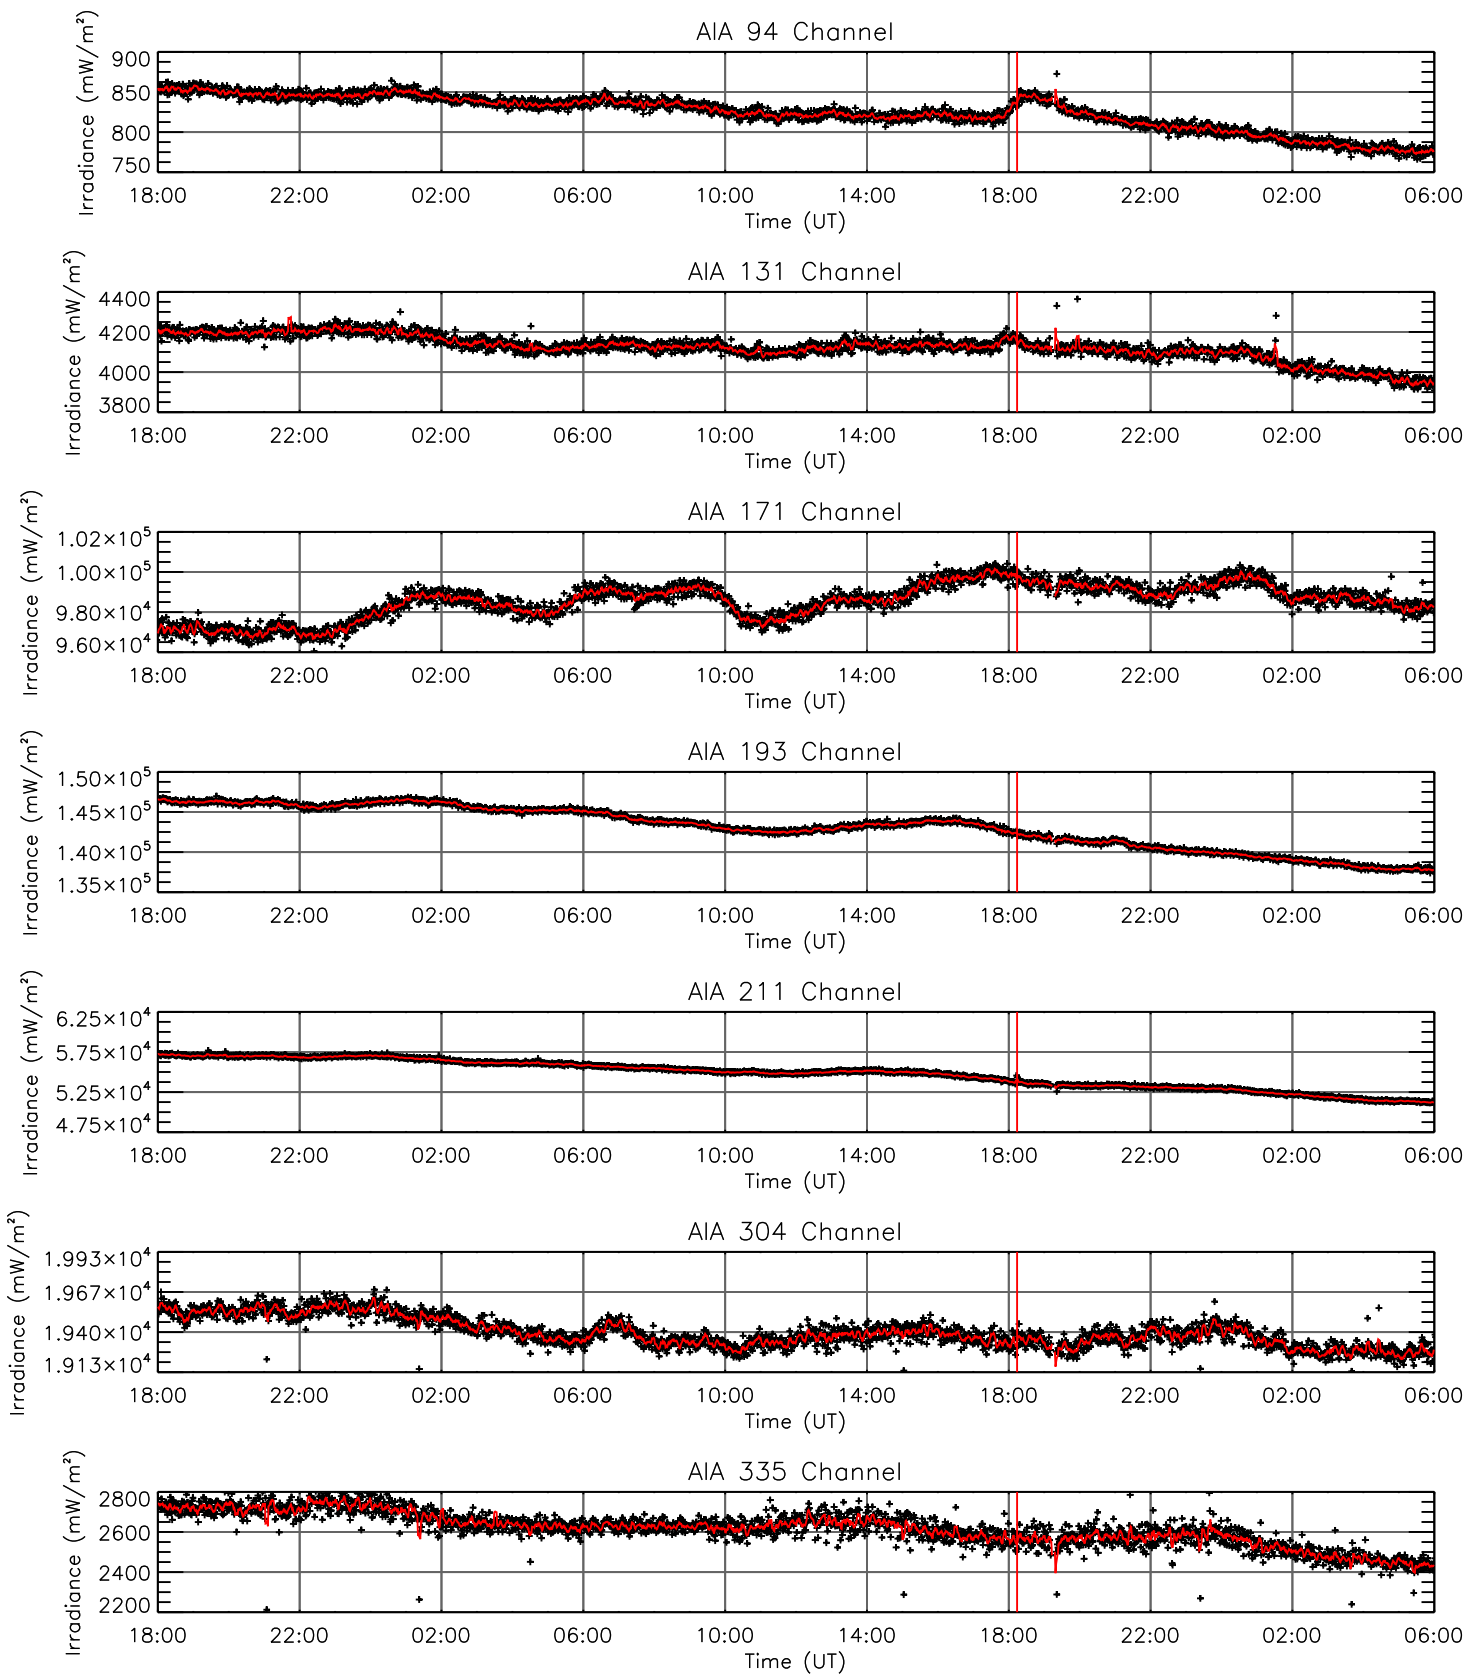 AIA 94 Channel
Irradiance (mW/m²)
900
850
800
750
18:00 22:00 02:00 06:00 10:00 14:00 18:00 22:00 02:00 06:00
Time (UT)
AIA 131 Channel
Irradiance (mW/m²)
4400
4200
4000
3800
18:00 22:00 02:00 06:00 10:00 14:00 18:00 22:00 02:00 06:00
Time (UT)
AIA 171 Channel
Irradiance (mW/m²)
1.02×10⁵
1.00×10⁵
9.80×10⁴
9.60×10⁴
18:00 22:00 02:00 06:00 10:00 14:00 18:00 22:00 02:00 06:00
Time (UT)
AIA 193 Channel
Irradiance (mW/m²)
1.50×10⁵
1.45×10⁵
1.40×10⁵
1.35×10⁵
18:00 22:00 02:00 06:00 10:00 14:00 18:00 22:00 02:00 06:00
Time (UT)
AIA 211 Channel
Irradiance (mW/m²)
6.25×10⁴
5.75×10⁴
5.25×10⁴
4.75×10⁴
18:00 22:00 02:00 06:00 10:00 14:00 18:00 22:00 02:00 06:00
Time (UT)
AIA 304 Channel
Irradiance (mW/m²)
1.993×10⁴
1.967×10⁴
1.940×10⁴
1.913×10⁴
18:00 22:00 02:00 06:00 10:00 14:00 18:00 22:00 02:00 06:00
Time (UT)
AIA 335 Channel
Irradiance (mW/m²)
2800
2600
2400
2200
18:00 22:00 02:00 06:00 10:00 14:00 18:00 22:00 02:00 06:00
Time (UT)